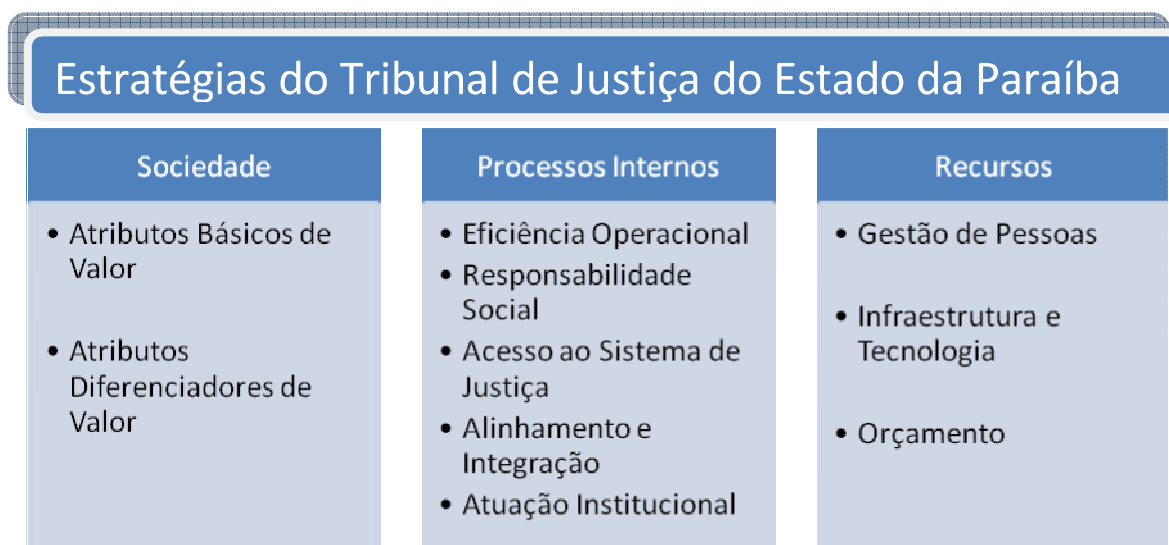 Estratégias do Tribunal de Justiça do Estado da Paraíba
Sociedade
• Atributos Básicos de
Valor
• Atributos
Diferenciadores de
Valor
Processos Internos
• Eficiência Operacional
• Responsabilidade
Social
• Acesso ao Sistema de
Justiça
• Alinhamento e
Integração
• Atuação Institucional
Recursos
• Gestão de Pessoas
• Infraestrutura e
Tecnologia
• Orçamento